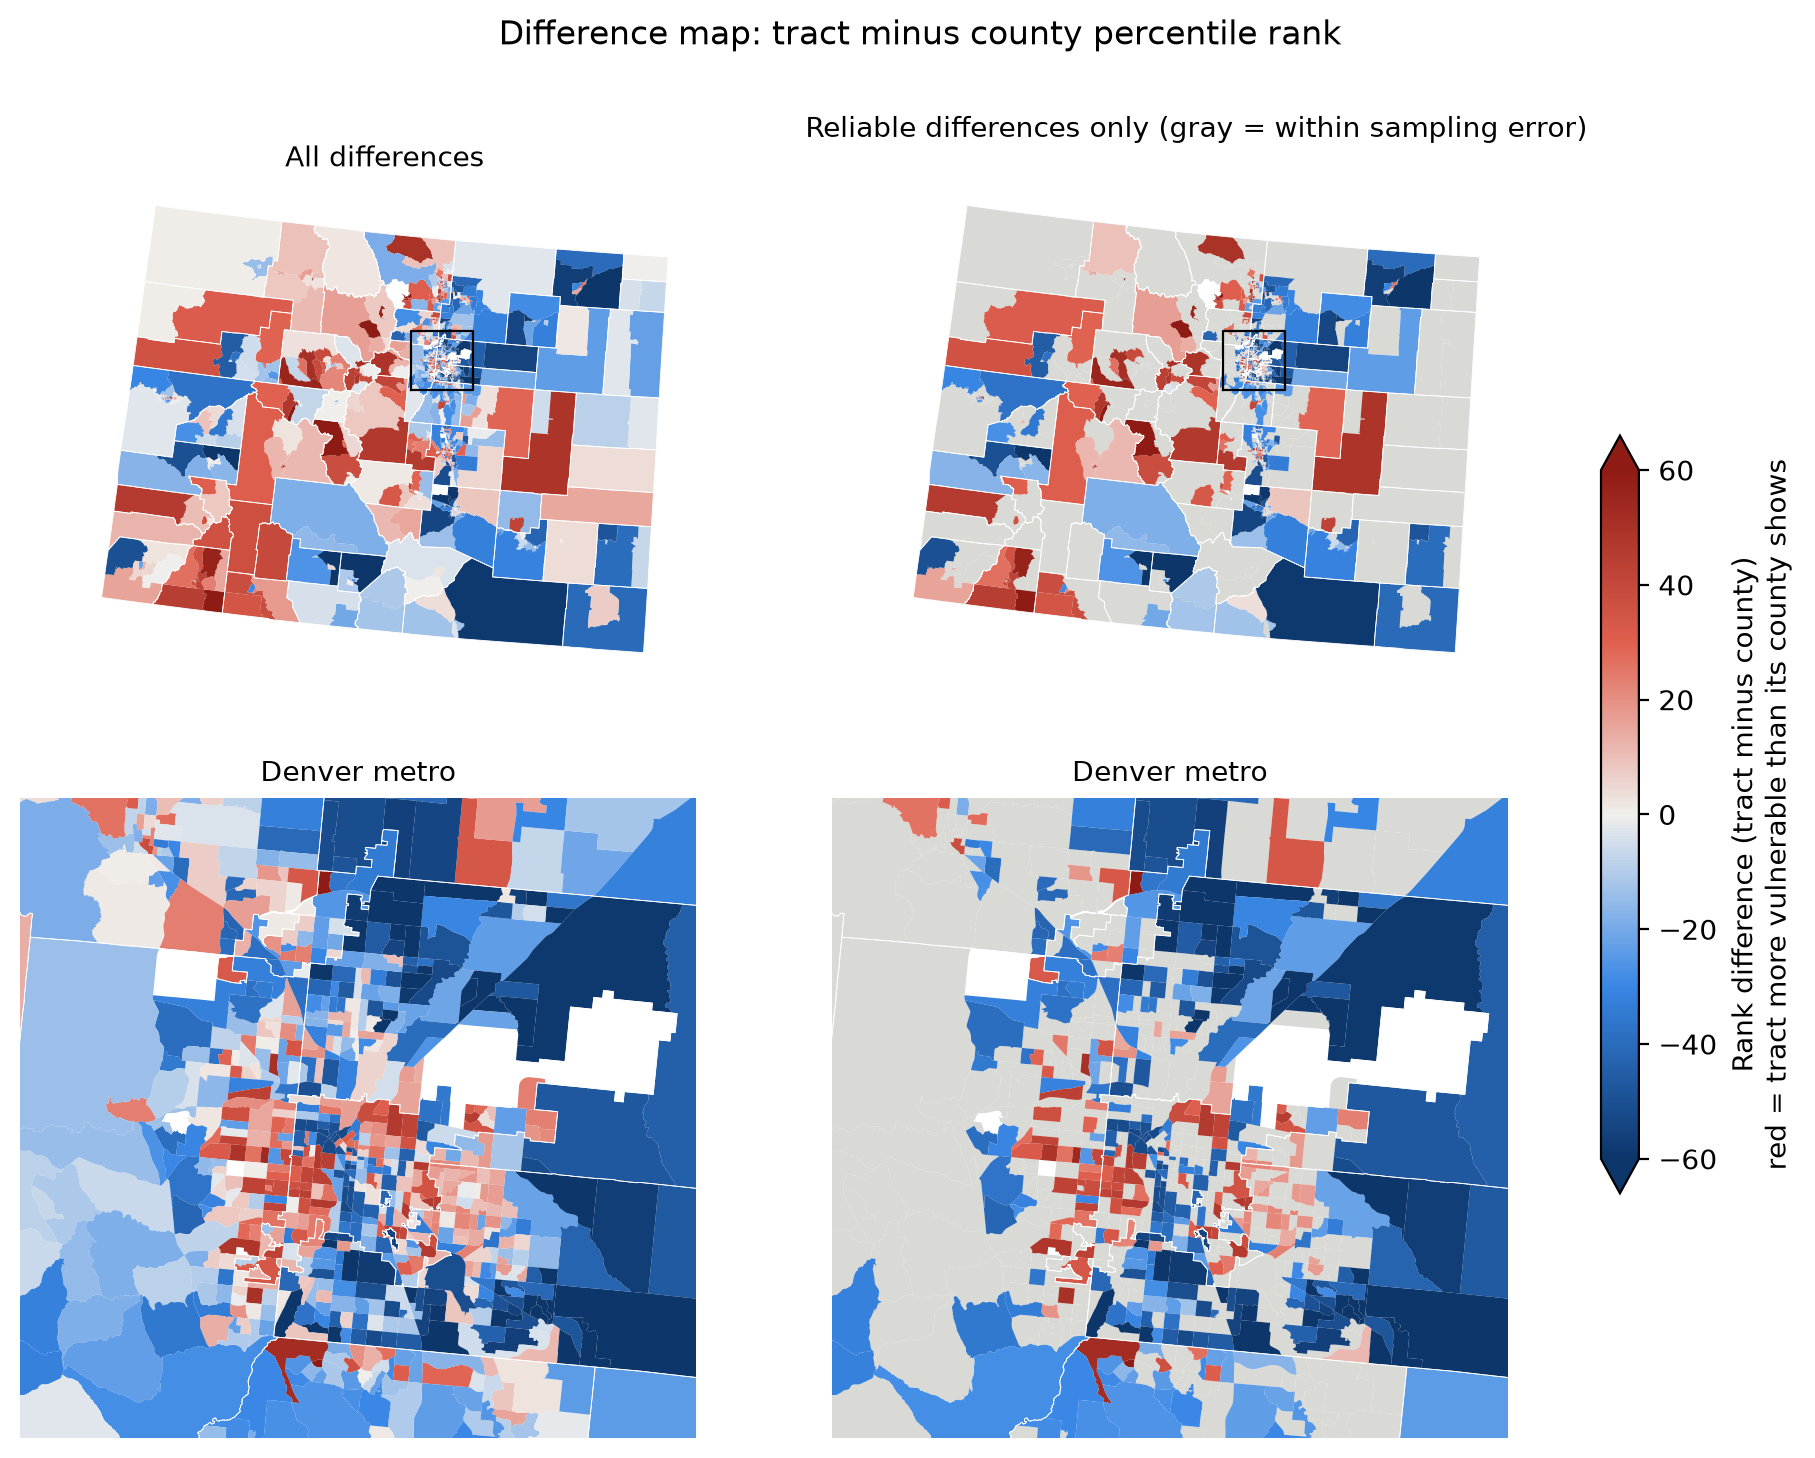 Difference map: tract minus county percentile rank
All differences
Reliable differences only (gray = within sampling error)
Denver metro
Denver metro
60
40
20
0
−20
−40
−60
Rank difference (tract minus county)
red = tract more vulnerable than its county shows